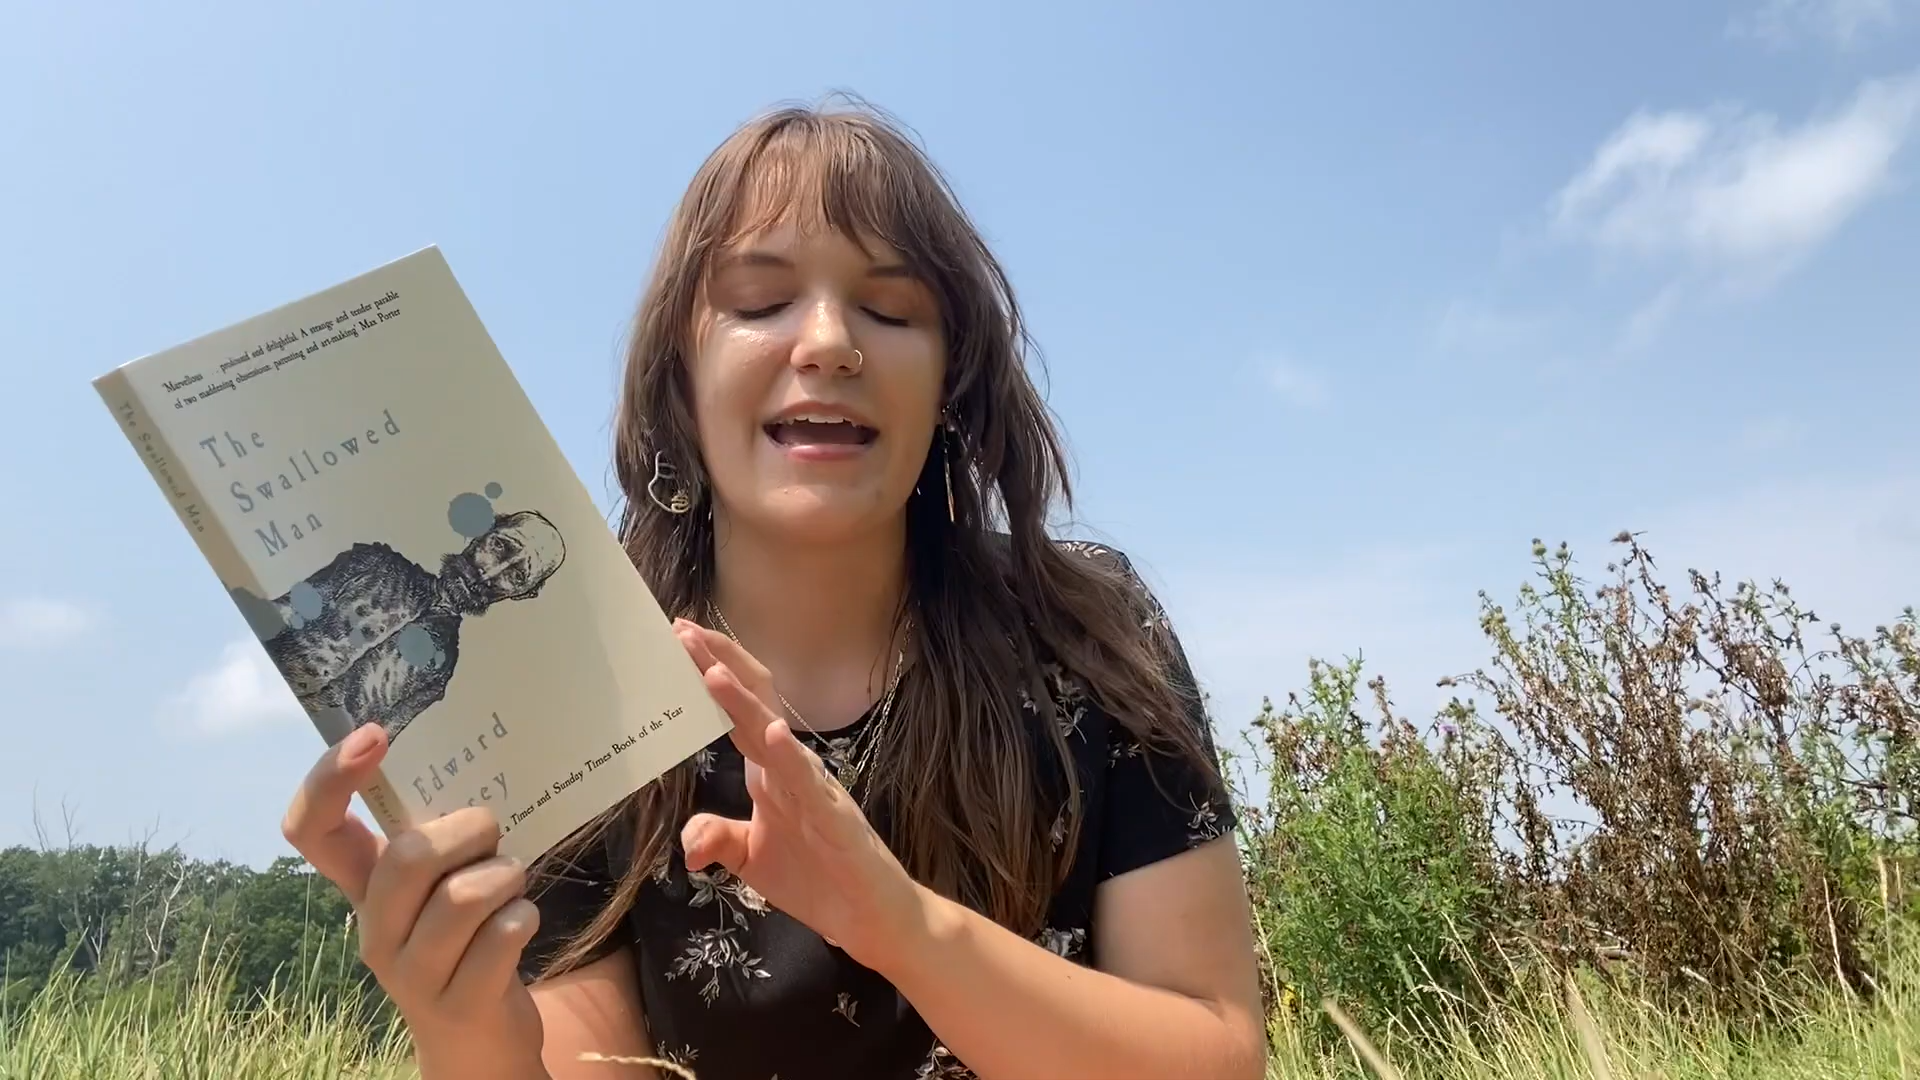 'Marvellous . . . profound and delightful. A strange and tender parable
of two maddening obsessions: parenting and art-making' Max Porter
The
Swallowed
Man
Edward
a Times and Sunday Times Book of the Year
The Swallowed Man